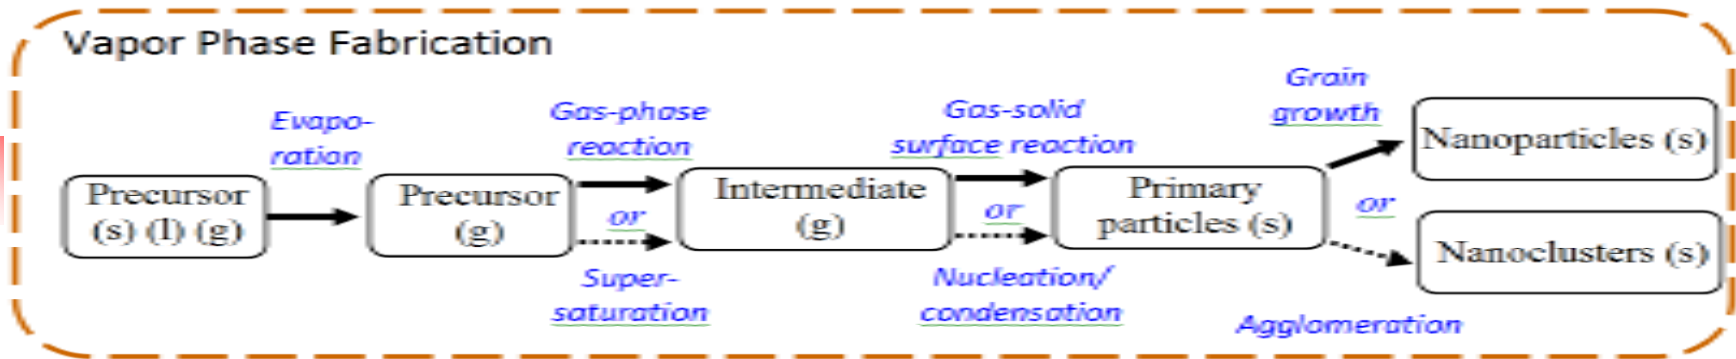 Vapor Phase Fabrication
Evapo-
ration
Gas-phase
reaction
Gas-solid
surface reaction
Grain
growth
Precursor
(s) (l) (g)
Precursor
(g)
or
Intermediate
(g)
or
Primary
particles (s)
or
Nanoparticles (s)
Nanoclusters (s)
Super-
saturation
Nucleation/
condensation
Agglomeration